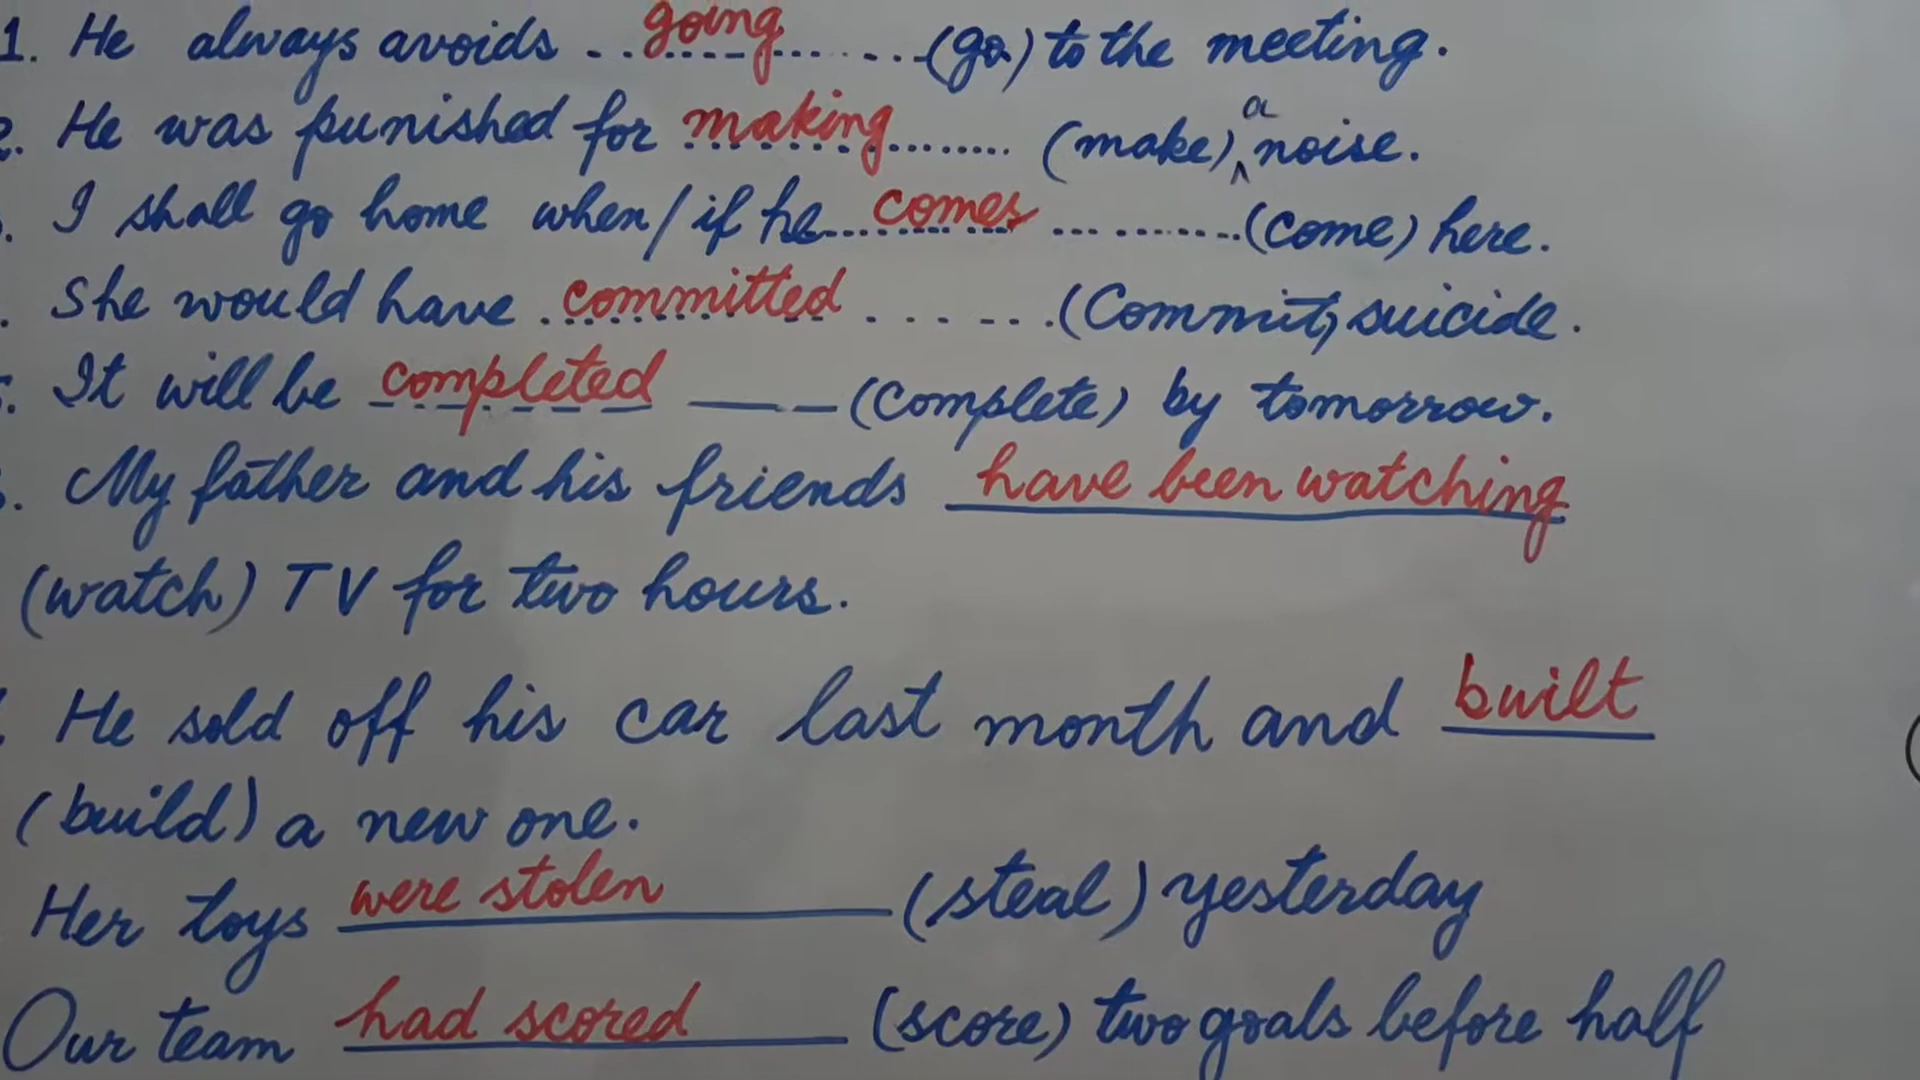 1. He always avoids going (go) to the meeting.
2. He was punished for making (make) a noise.
. I shall go home when/if he comes (come) here.
. She would have committed (Commit) suicide.
. It will be completed (Complete) by tomorrow.
. My father and his friends have been watching
(watch) TV for two hours.
He sold off his car last month and built
(build) a new one.
Her toys were stolen (steal) yesterday
Our team had scored (score) two goals before half